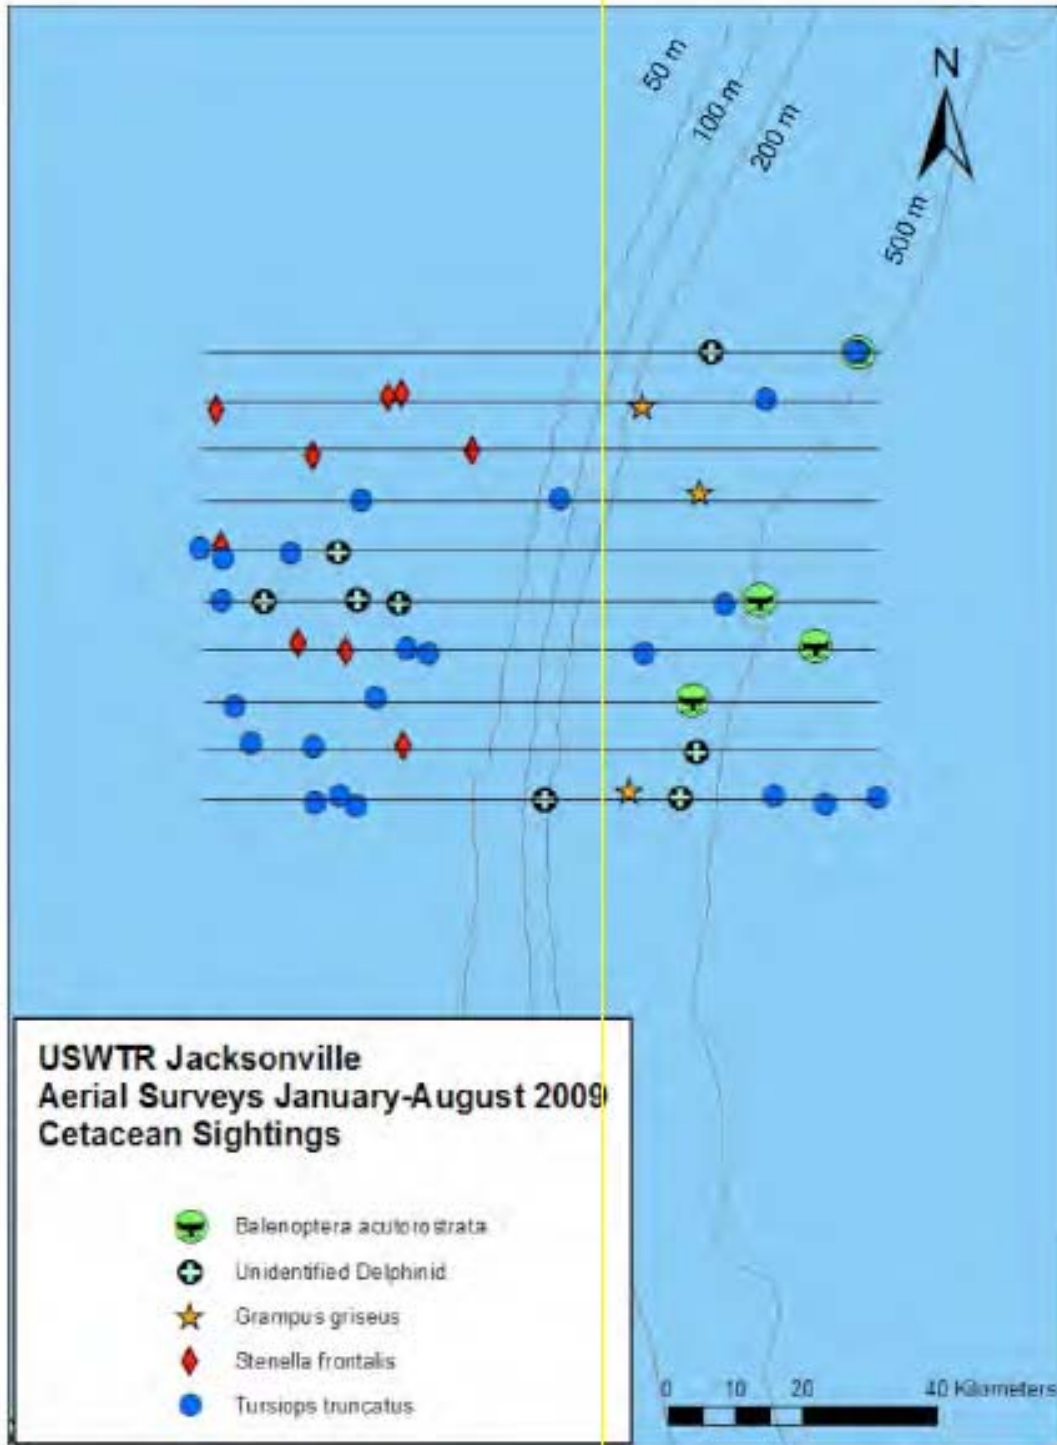 50 m
100 m
200 m
N
500 m
USWTR Jacksonville
Aerial Surveys January-August 2009
Cetacean Sightings
Balenoptera acutorostrata
Unidentified Delphinid
Grampus griseus
Stenella frontalis
Tursiops truncatus
0 10 20 40 Kilometers